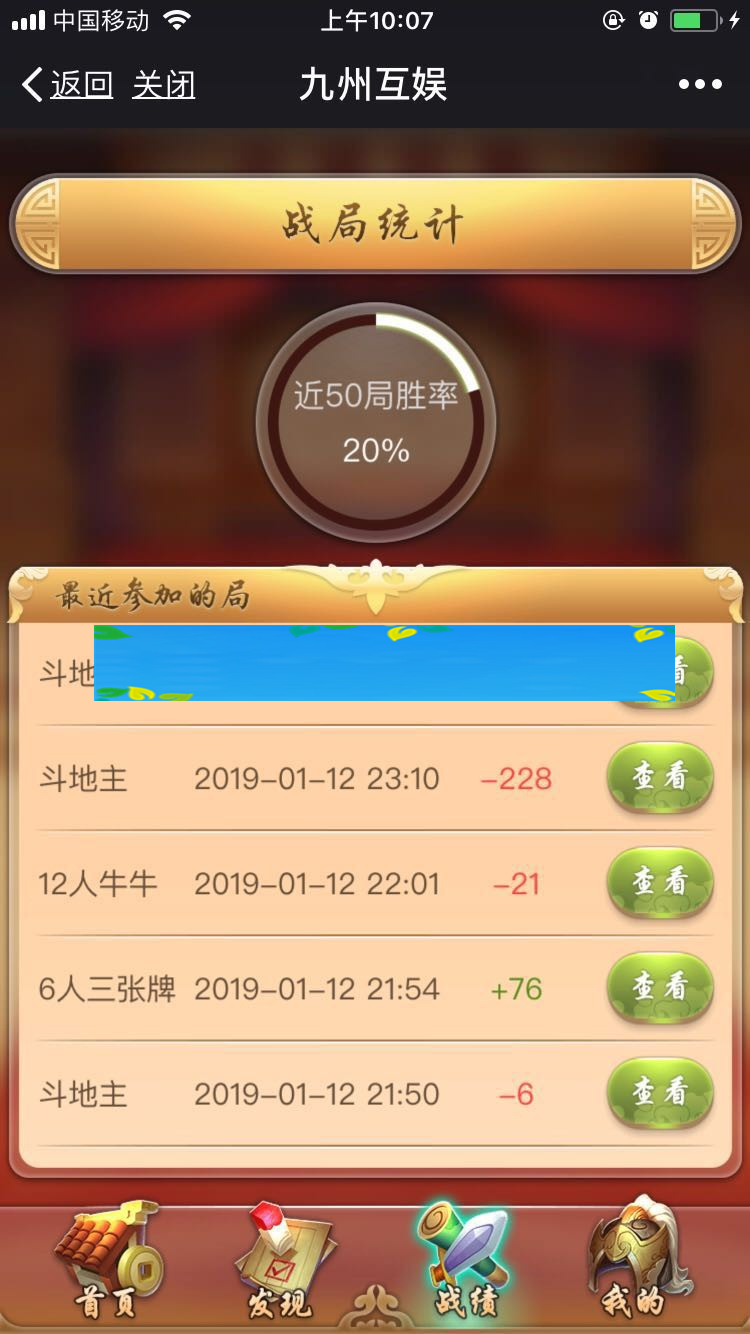 中国移动 上午10:07
返回 关闭 九州互娱
战局统计
近50局胜率
20%
最近参加的局
斗地 看
斗地主 2019-01-12 23:10 -228 查看
12人牛牛 2019-01-12 22:01 -21 查看
6人三张牌 2019-01-12 21:54 +76 查看
斗地主 2019-01-12 21:50 -6 查看
首页 发现 战绩 我的